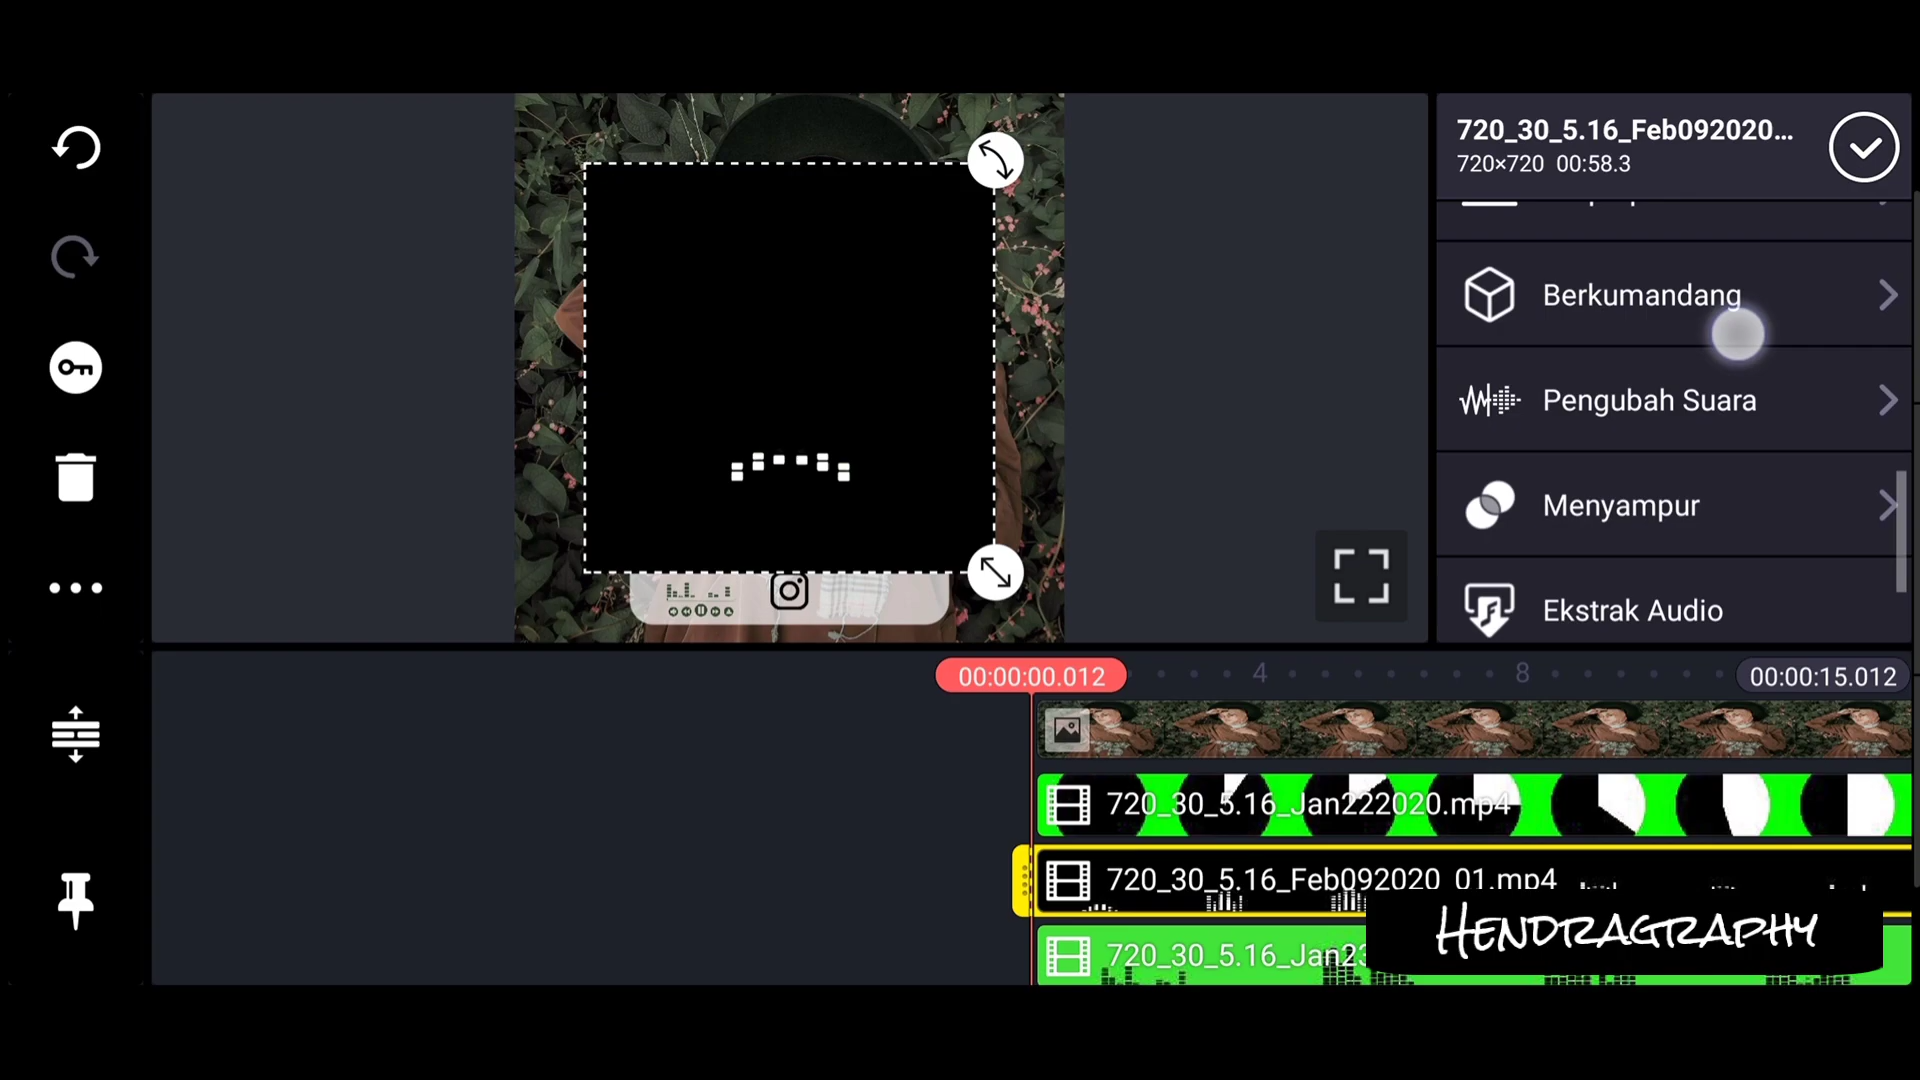 720_30_5.16_Feb092020...
720×720 00:58.3
Berkumandang
Pengubah Suara
Menyampur
Ekstrak Audio
00:00:00.012
4
8
00:00:15.012
720_30_5.16_Jan222020.mp4
720_30_5.16_Feb092020_01.mp4
720_30_5.16_Jan23
HENDRAGRAPHY